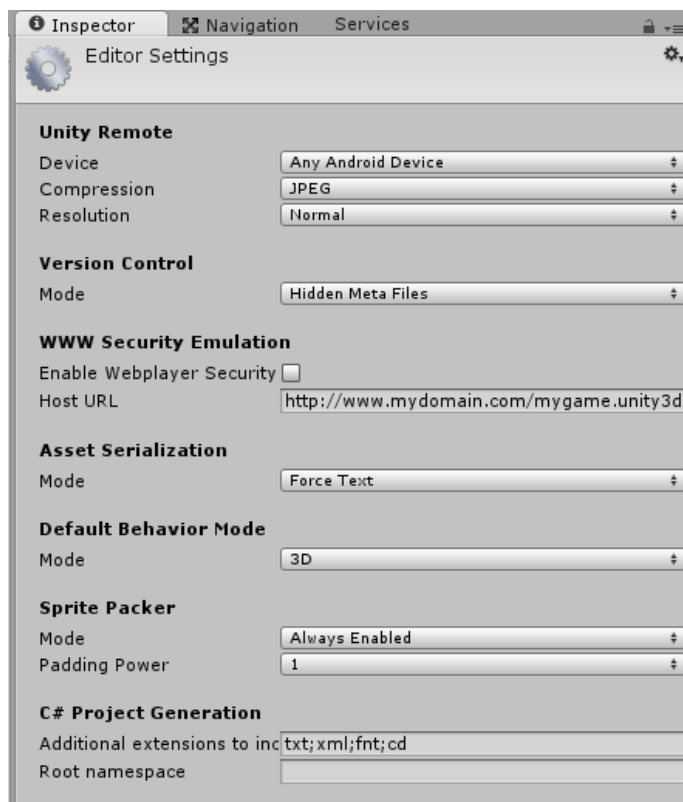 Inspector Navigation Services
Editor Settings
Unity Remote
Device Any Android Device
Compression JPEG
Resolution Normal
Version Control
Mode Hidden Meta Files
WWW Security Emulation
Enable Webplayer Security
Host URL http://www.mydomain.com/mygame.unity3d
Asset Serialization
Mode Force Text
Default Behavior Mode
Mode 3D
Sprite Packer
Mode Always Enabled
Padding Power 1
C# Project Generation
Additional extensions to inc txt;xml;fnt;cd
Root namespace